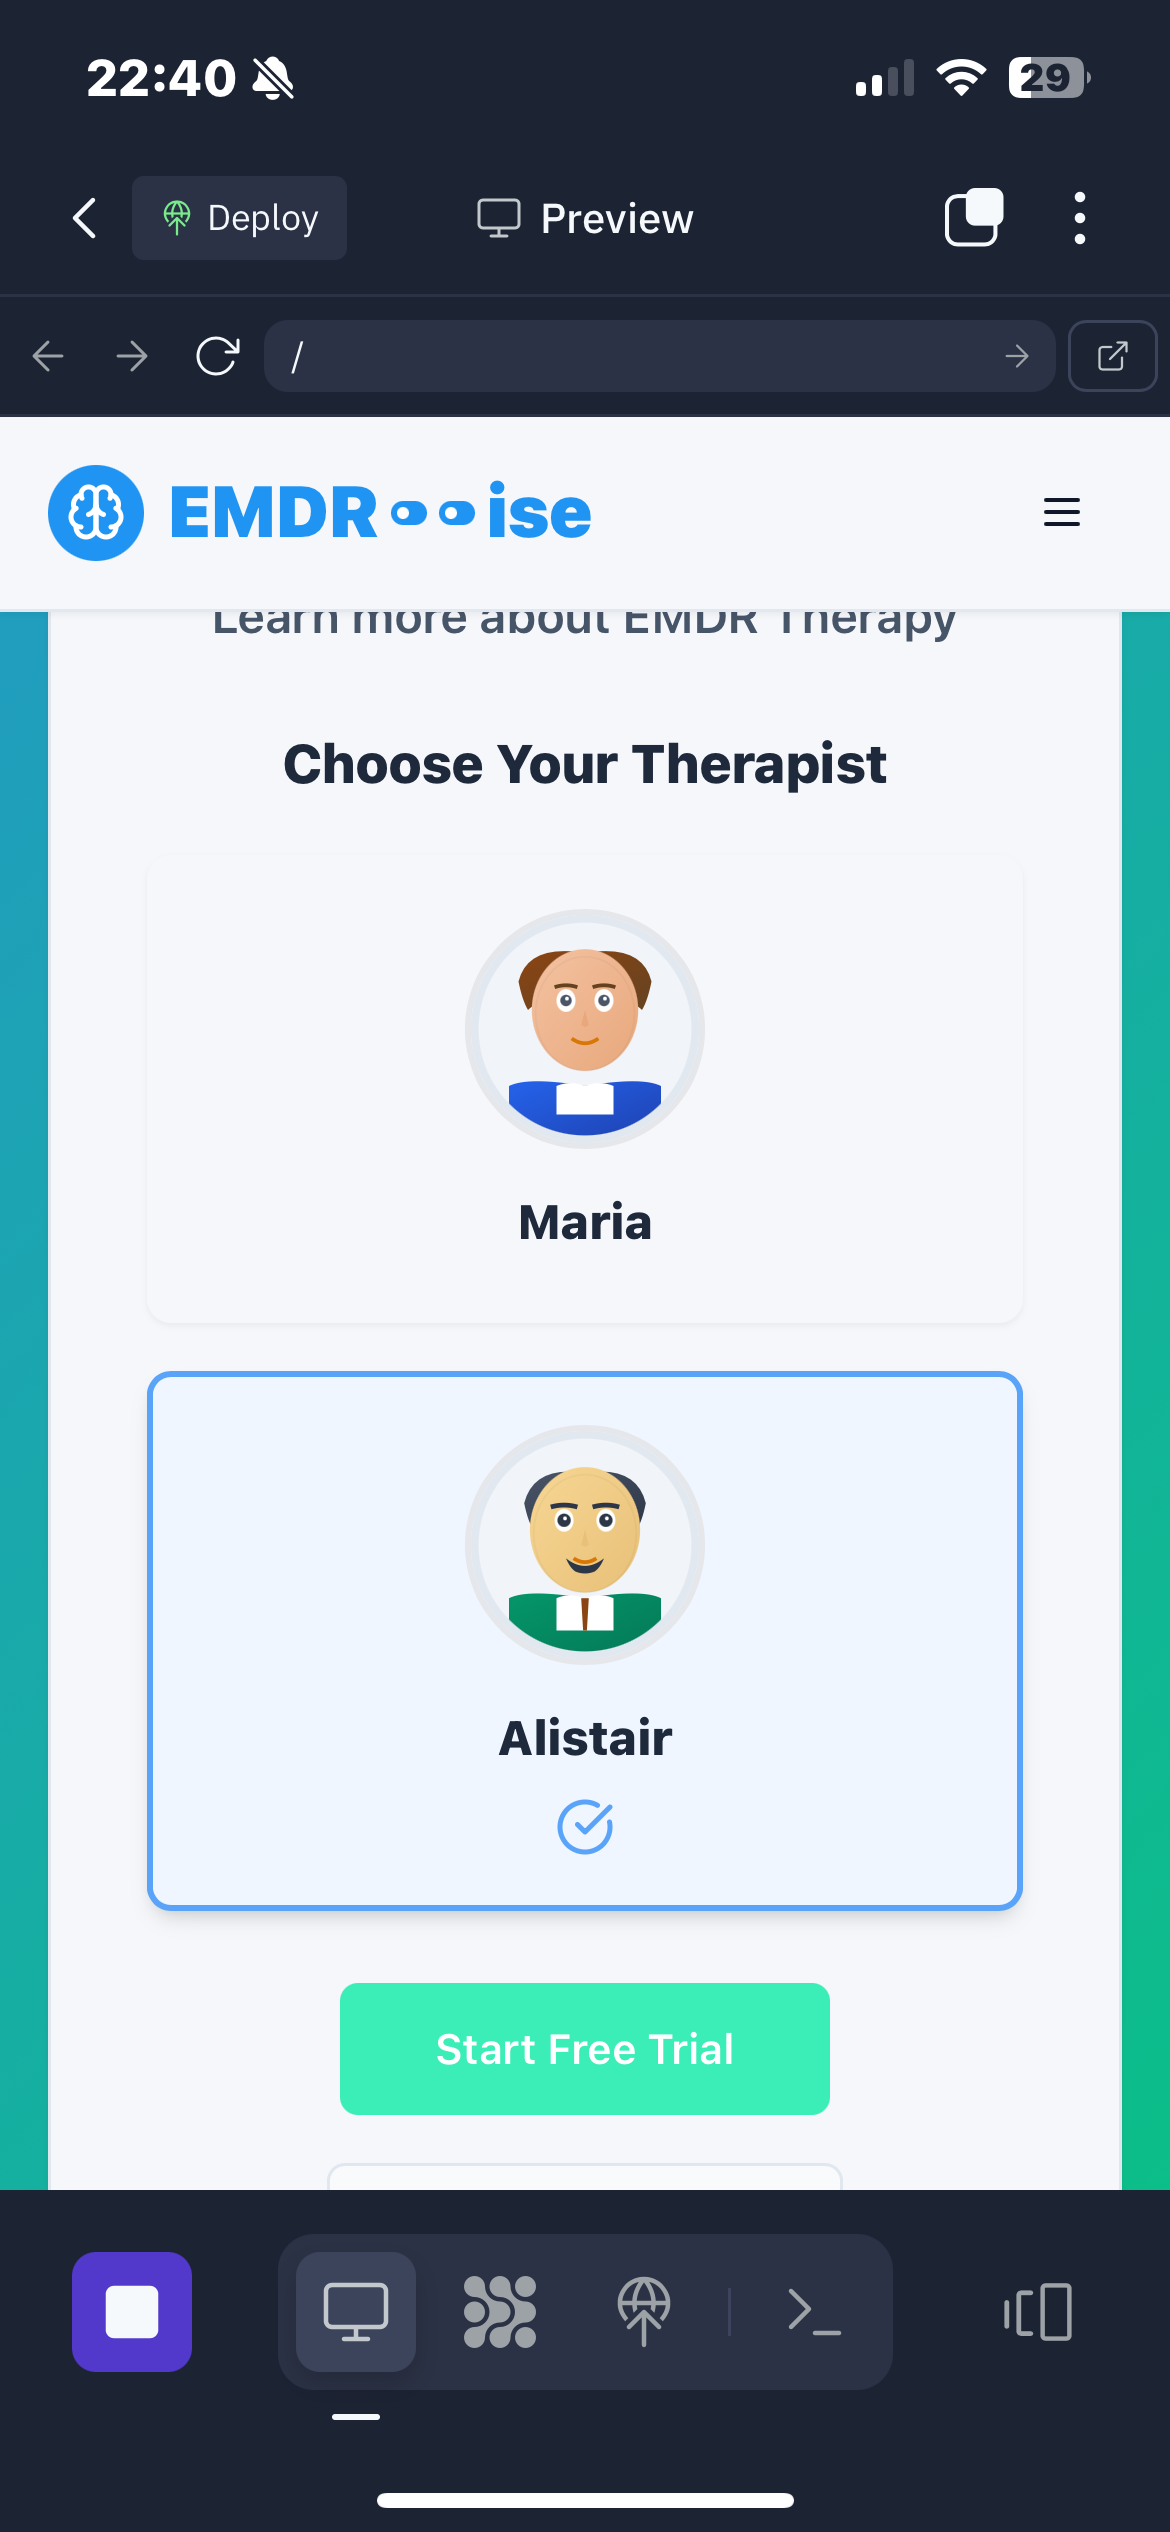 22:40
29
Deploy
Preview
/
EMDR ise
Learn more about EMDR Therapy
Choose Your Therapist
Maria
Alistair
Start Free Trial